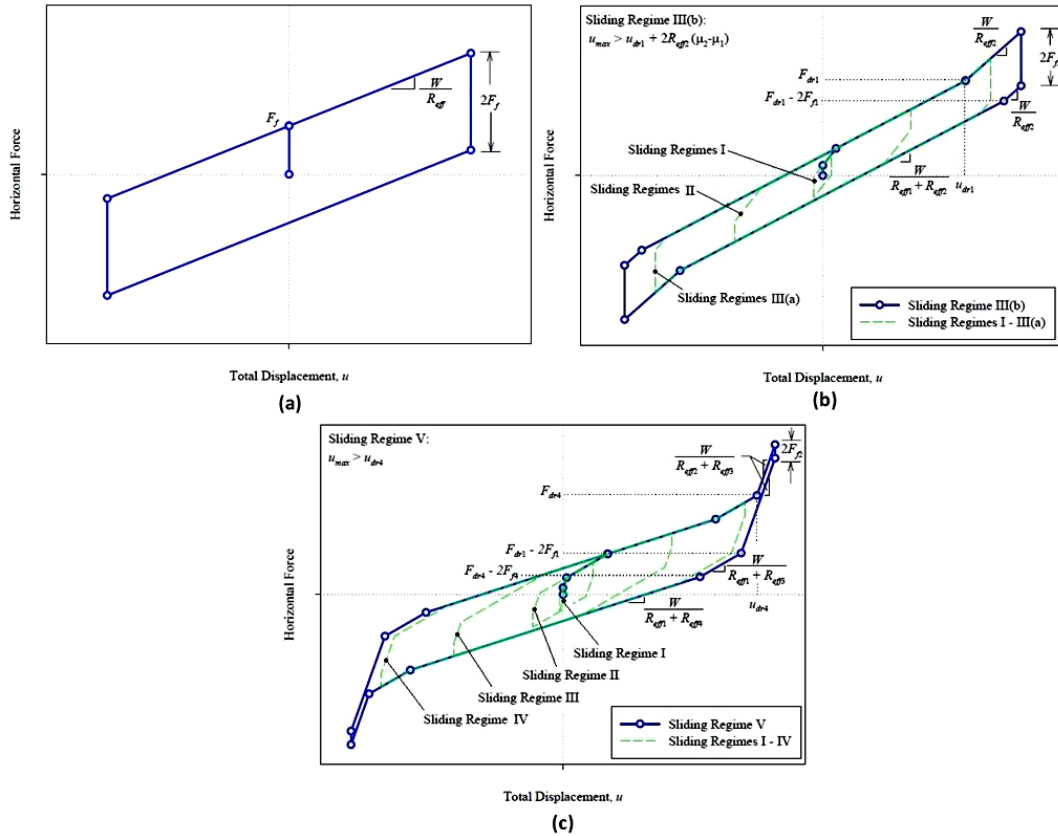 Horizontal Force
F_f
W
R_eff
2F_f
Total Displacement, u
(a)
Sliding Regime III(b):
u_max > u_dr1 + 2R_eff2 (μ_2-μ_1)
Horizontal Force
F_dr1
F_dr1 - 2F_f1
W
R_eff2
W
R_eff2
W
R_eff1 + R_eff2
u_dr1
Sliding Regimes I
Sliding Regimes II
Sliding Regimes III(a)
Sliding Regime III(b)
Sliding Regimes I - III(a)
Total Displacement, u
(b)
Sliding Regime V:
u_max > u_dr4
Horizontal Force
W
R_eff2 + R_eff3
2F_f2
F_dr4
F_dr1 - 2F_f1
F_dr4 - 2F_f4
W
R_eff1 + R_eff3
W
R_eff1 + R_eff4
u_dr4
Sliding Regime I
Sliding Regime II
Sliding Regime III
Sliding Regime IV
Sliding Regime V
Sliding Regimes I - IV
Total Displacement, u
(c)